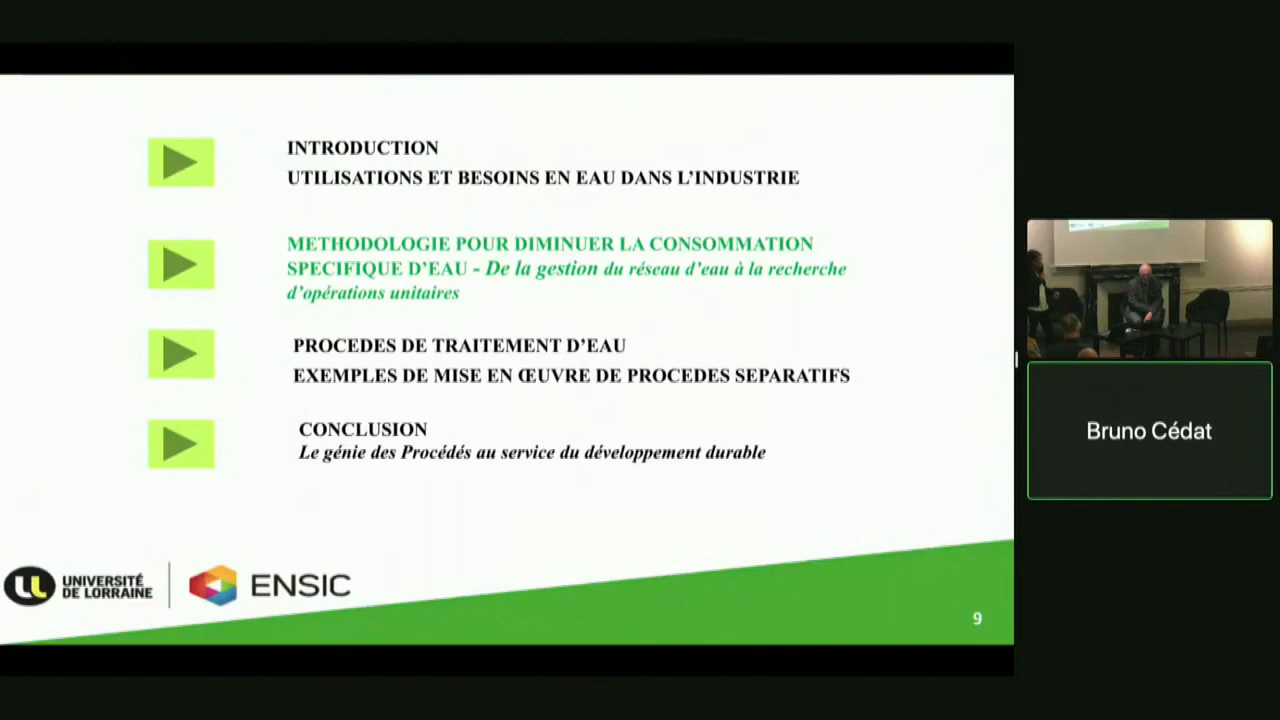 INTRODUCTION
UTILISATIONS ET BESOINS EN EAU DANS L’INDUSTRIE
METHODOLOGIE POUR DIMINUER LA CONSOMMATION
SPECIFIQUE D’EAU - De la gestion du réseau d’eau à la recherche
d’opérations unitaires
PROCEDES DE TRAITEMENT D’EAU
EXEMPLES DE MISE EN ŒUVRE DE PROCEDES SEPARATIFS
CONCLUSION
Le génie des Procédés au service du développement durable
UNIVERSITÉ
DE LORRAINE
ENSIC
9
Bruno Cédat